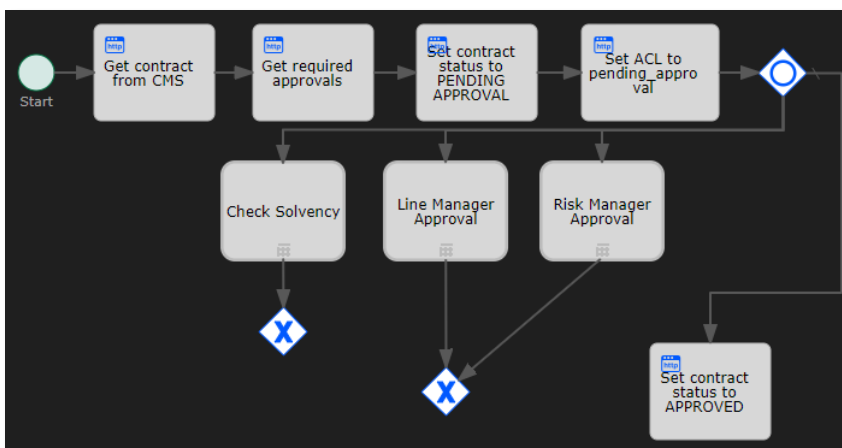 http
Get contract
from CMS
http
Get required
approvals
http
Set contract
status to
PENDING
APPROVAL
http
Set ACL to
pending_appro
val
Start
Check Solvency
Line Manager
Approval
Risk Manager
Approval
X
X
http
Set contract
status to
APPROVED